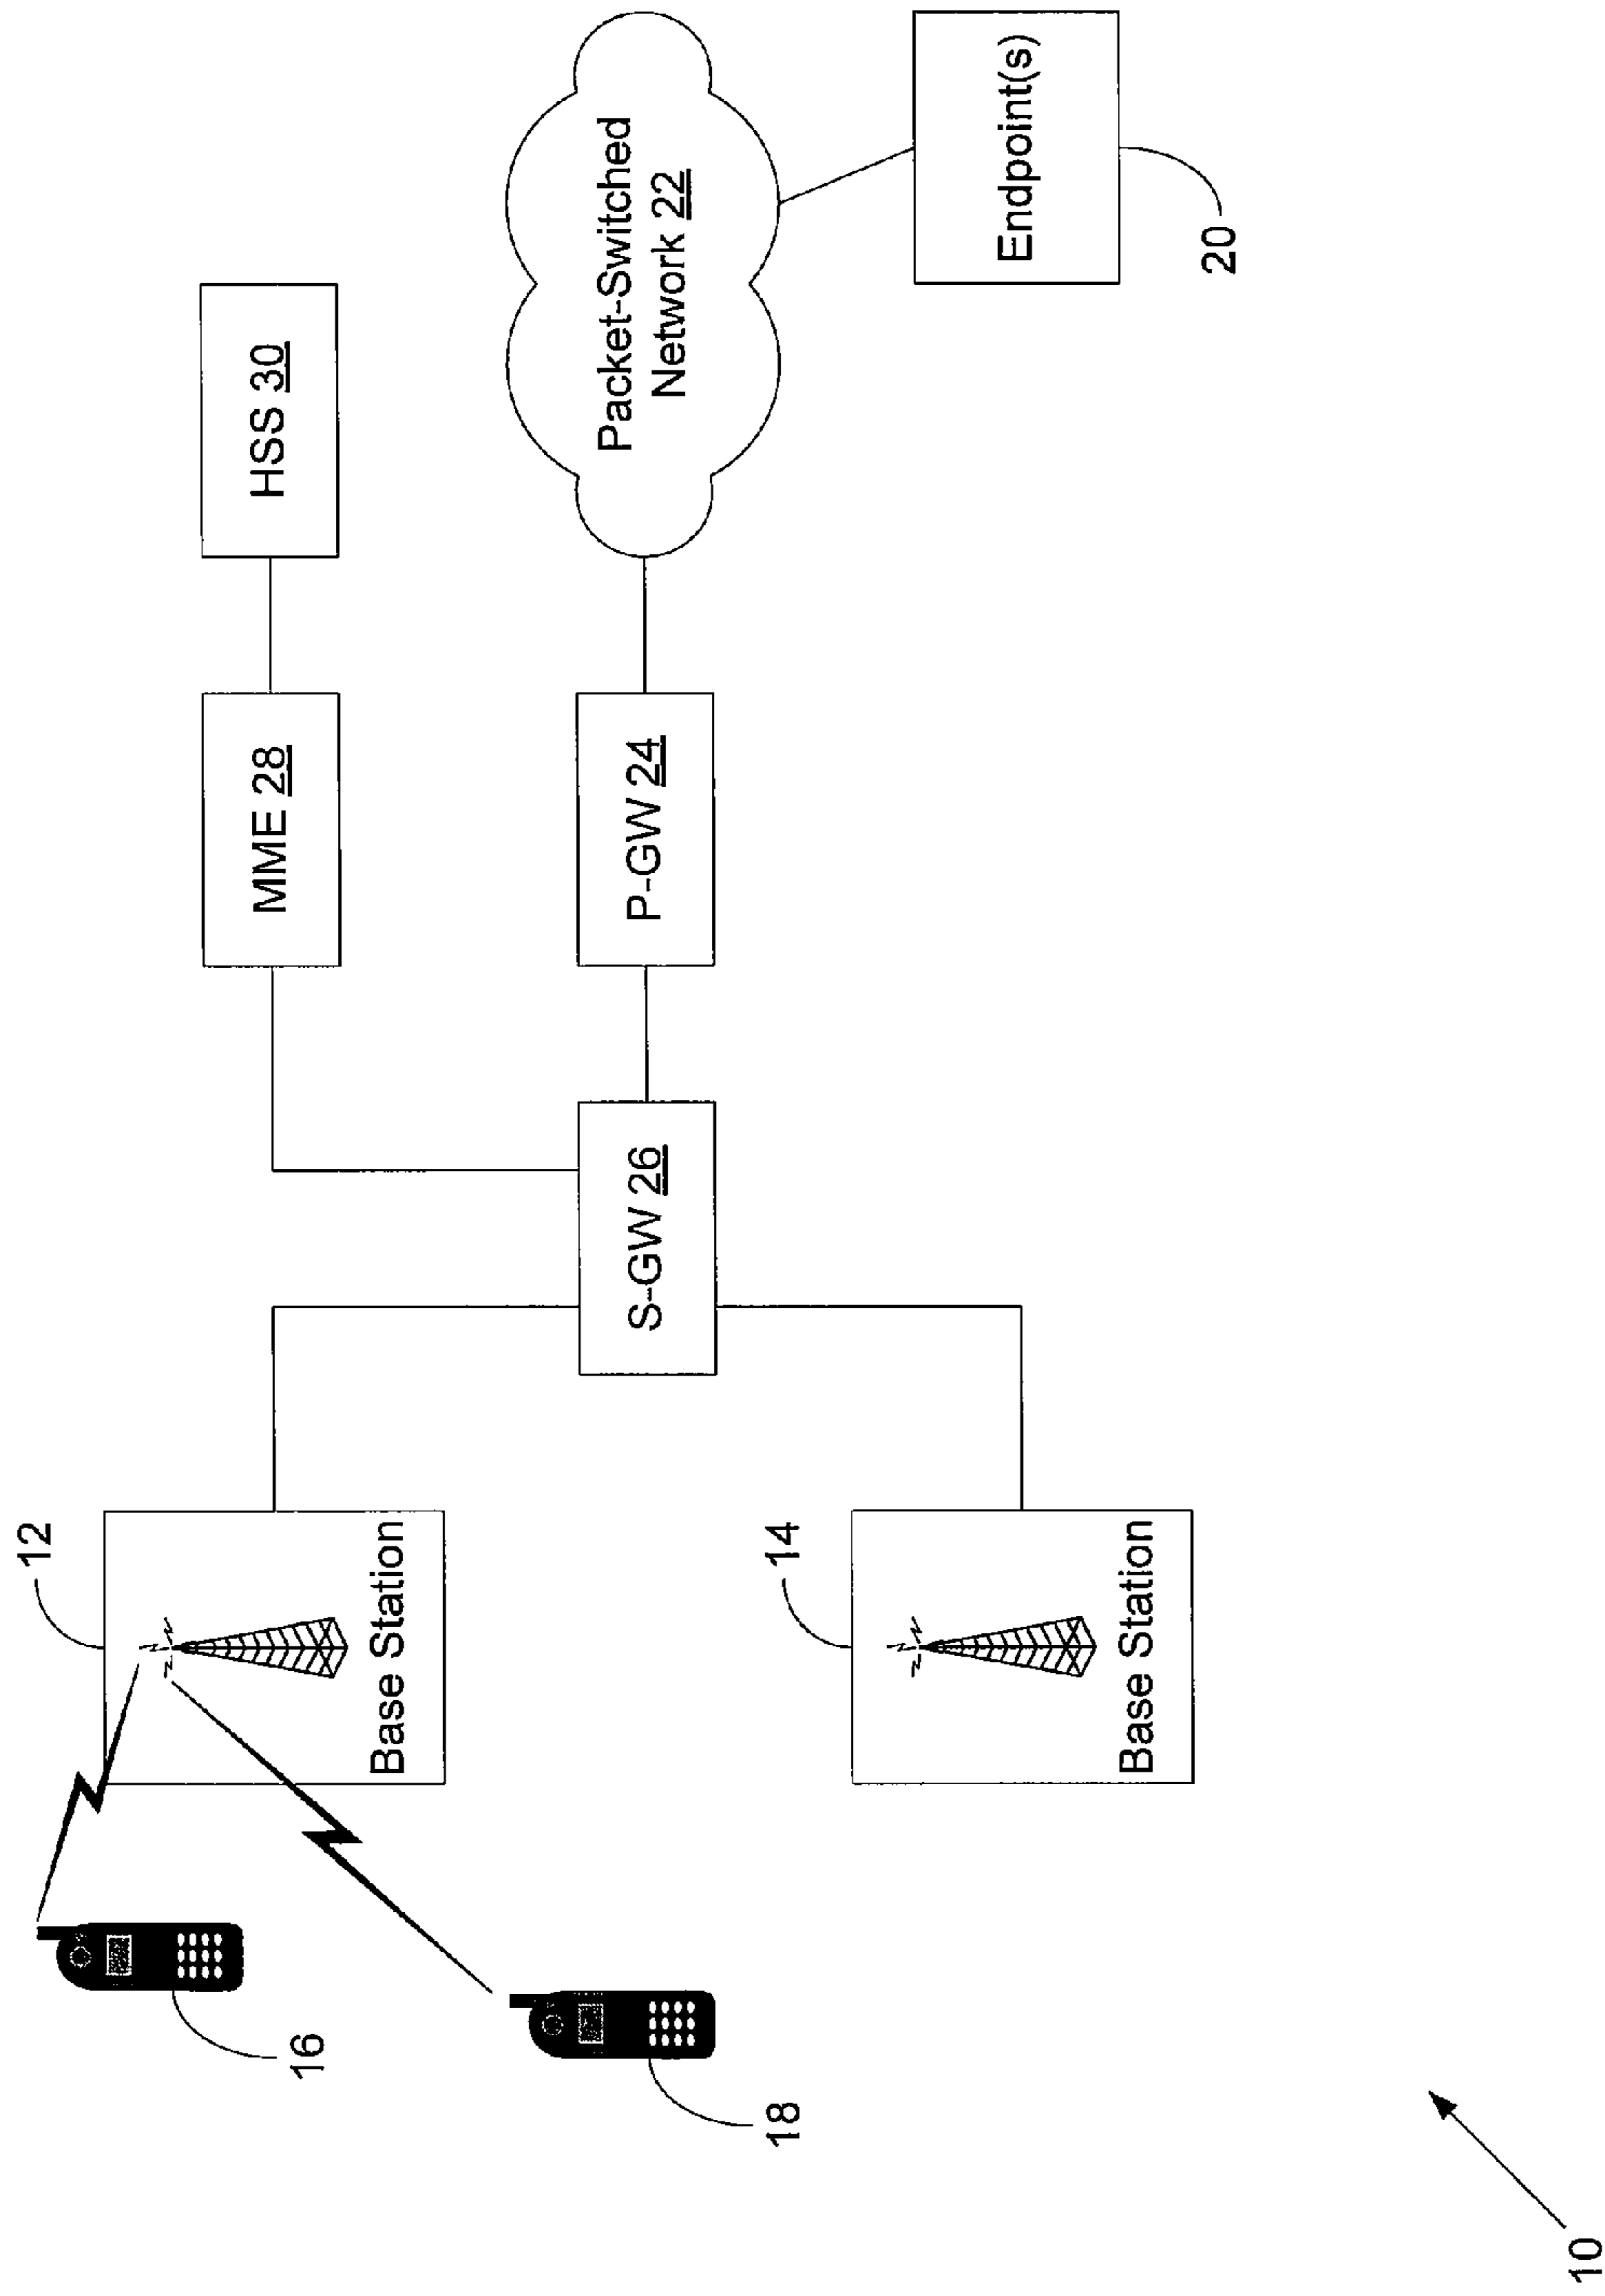 12
Base Station
16
18
14
Base Station
MME 28
HSS 30
S-GW 26
P-GW 24
Packet-Switched
Network 22
Endpoint(s)
20
10